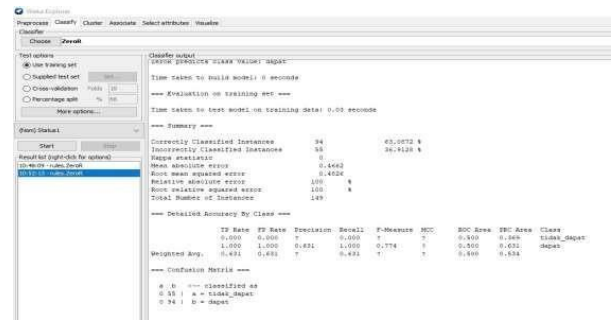 Weka Explorer
Preprocess Classify Cluster Associate Select attributes Visualize
Classifier
Choose ZeroR
Test options
Use training set
Supplied test set Set...
Cross-validation Folds 10
Percentage split % 66
More options...
(Nom) Status1
Start Stop
Result list (right-click for options)
10:52:15 - rules.ZeroR
Classifier output
ZeroR predicts class value: dapat
Time taken to build model: 0 seconds
=== Evaluation on training set ===
Time taken to test model on training data: 0.03 seconds
=== Summary ===
Correctly Classified Instances 94 63.0872 %
Incorrectly Classified Instances 55 36.9128 %
Kappa statistic 0
Mean absolute error 0.4662
Root mean squared error 0.4826
Relative absolute error 100 %
Root relative squared error 100 %
Total Number of Instances 149
=== Detailed Accuracy By Class ===
TP Rate FP Rate Precision Recall F-Measure MCC ROC Area PRC Area Class
0.000 0.000 ? 0.000 ? ? 0.500 0.369 tidak_dapat
1.000 1.000 0.631 1.000 0.774 ? 0.500 0.631 dapat
Weighted Avg. 0.631 0.631 ? 0.631 ? ? 0.500 0.534
=== Confusion Matrix ===
a b <-- classified as
0 55 | a = tidak_dapat
0 94 | b = dapat